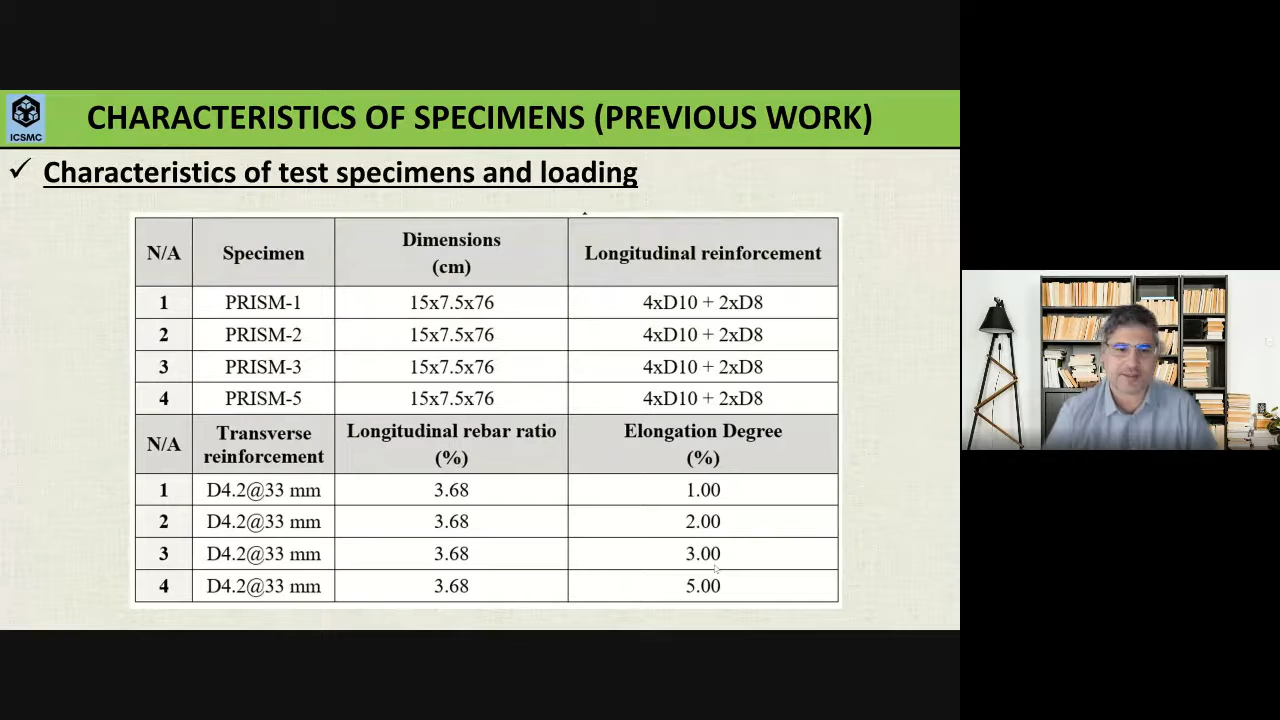 ICSMC
CHARACTERISTICS OF SPECIMENS (PREVIOUS WORK)
✓ Characteristics of test specimens and loading
N/A Specimen Dimensions (cm) Longitudinal reinforcement
1 PRISM-1 15x7.5x76 4xD10 + 2xD8
2 PRISM-2 15x7.5x76 4xD10 + 2xD8
3 PRISM-3 15x7.5x76 4xD10 + 2xD8
4 PRISM-5 15x7.5x76 4xD10 + 2xD8
N/A Transverse reinforcement Longitudinal rebar ratio (%) Elongation Degree (%)
1 D4.2@33 mm 3.68 1.00
2 D4.2@33 mm 3.68 2.00
3 D4.2@33 mm 3.68 3.00
4 D4.2@33 mm 3.68 5.00